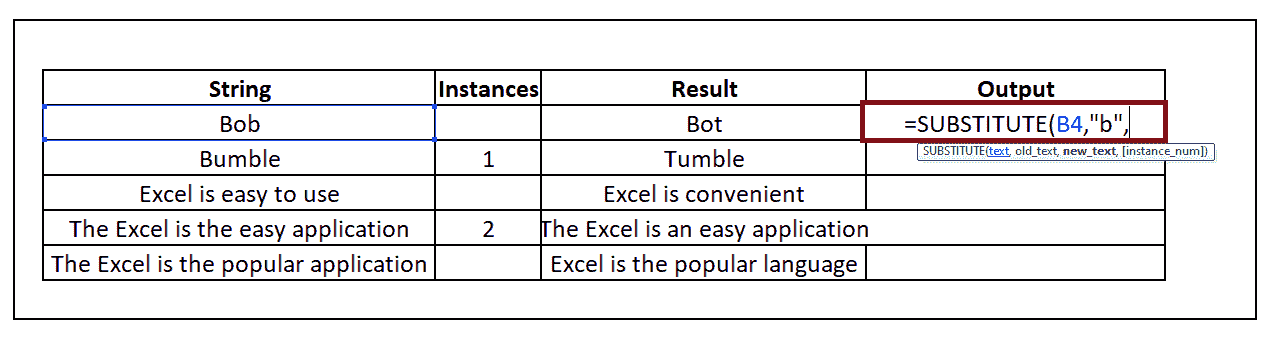 String Instances Result Output
Bob Bot =SUBSTITUTE(B4,"b",
SUBSTITUTE(text, old_text, new_text, [instance_num])
Bumble 1 Tumble
Excel is easy to use Excel is convenient
The Excel is the easy application 2 The Excel is an easy application
The Excel is the popular application Excel is the popular language